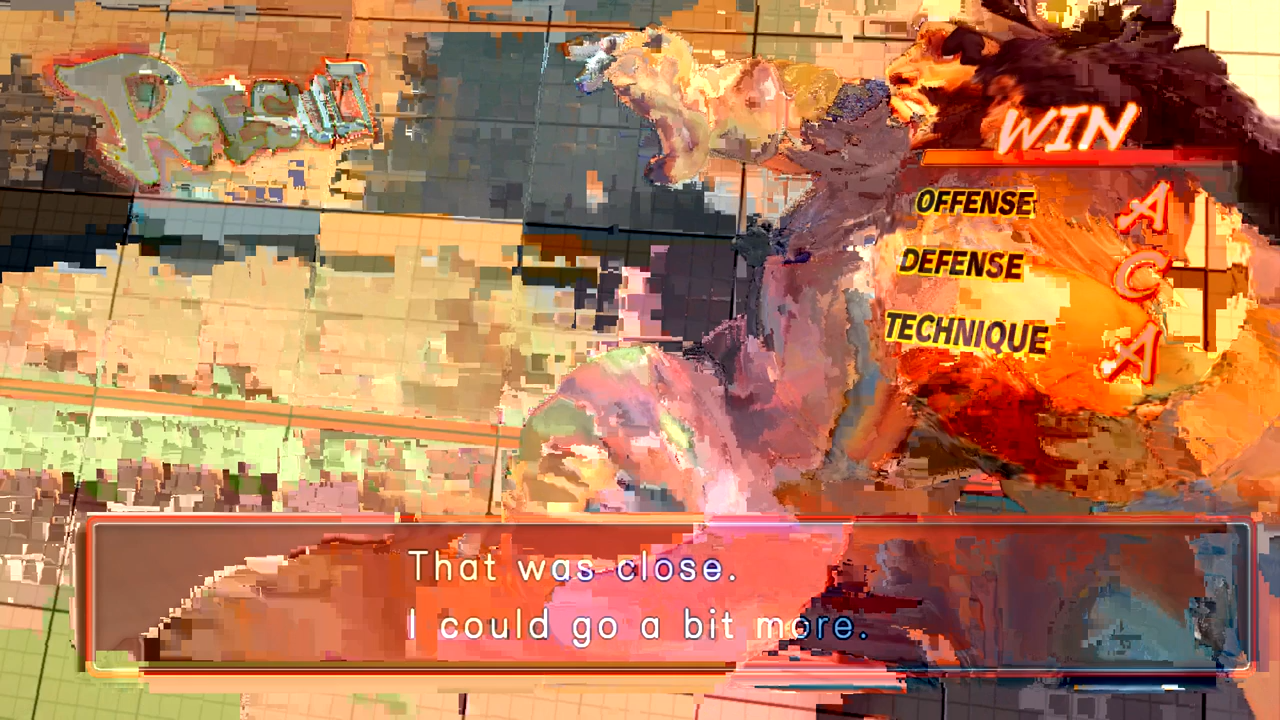 WIN
OFFENSE A
DEFENSE C
TECHNIQUE A
That was close.
I could go a bit more.